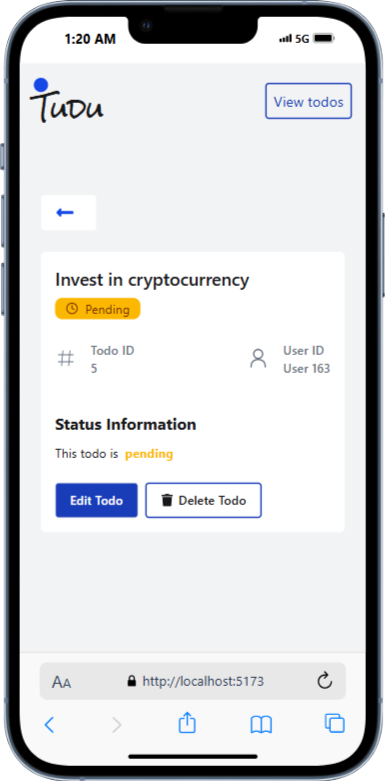 1:20 AM
5G
Tudu
View todos
Invest in cryptocurrency
Pending
Todo ID
5
User ID
User 163
Status Information
This todo is pending
Edit Todo
Delete Todo
AA
http://localhost:5173